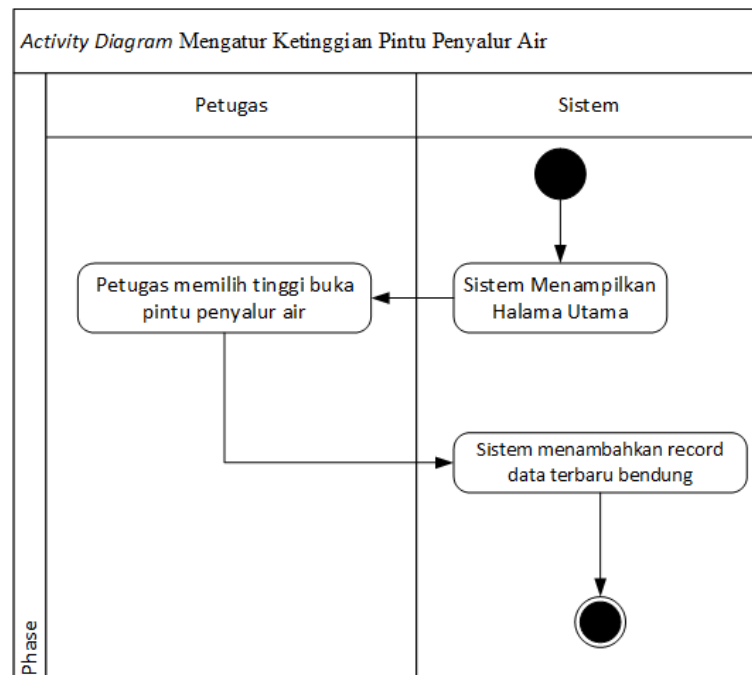 Activity Diagram Mengatur Ketinggian Pintu Penyalur Air
Petugas
Sistem
Sistem Menampilkan
Halama Utama
Petugas memilih tinggi buka
pintu penyalur air
Sistem menambahkan record
data terbaru bendung
Phase